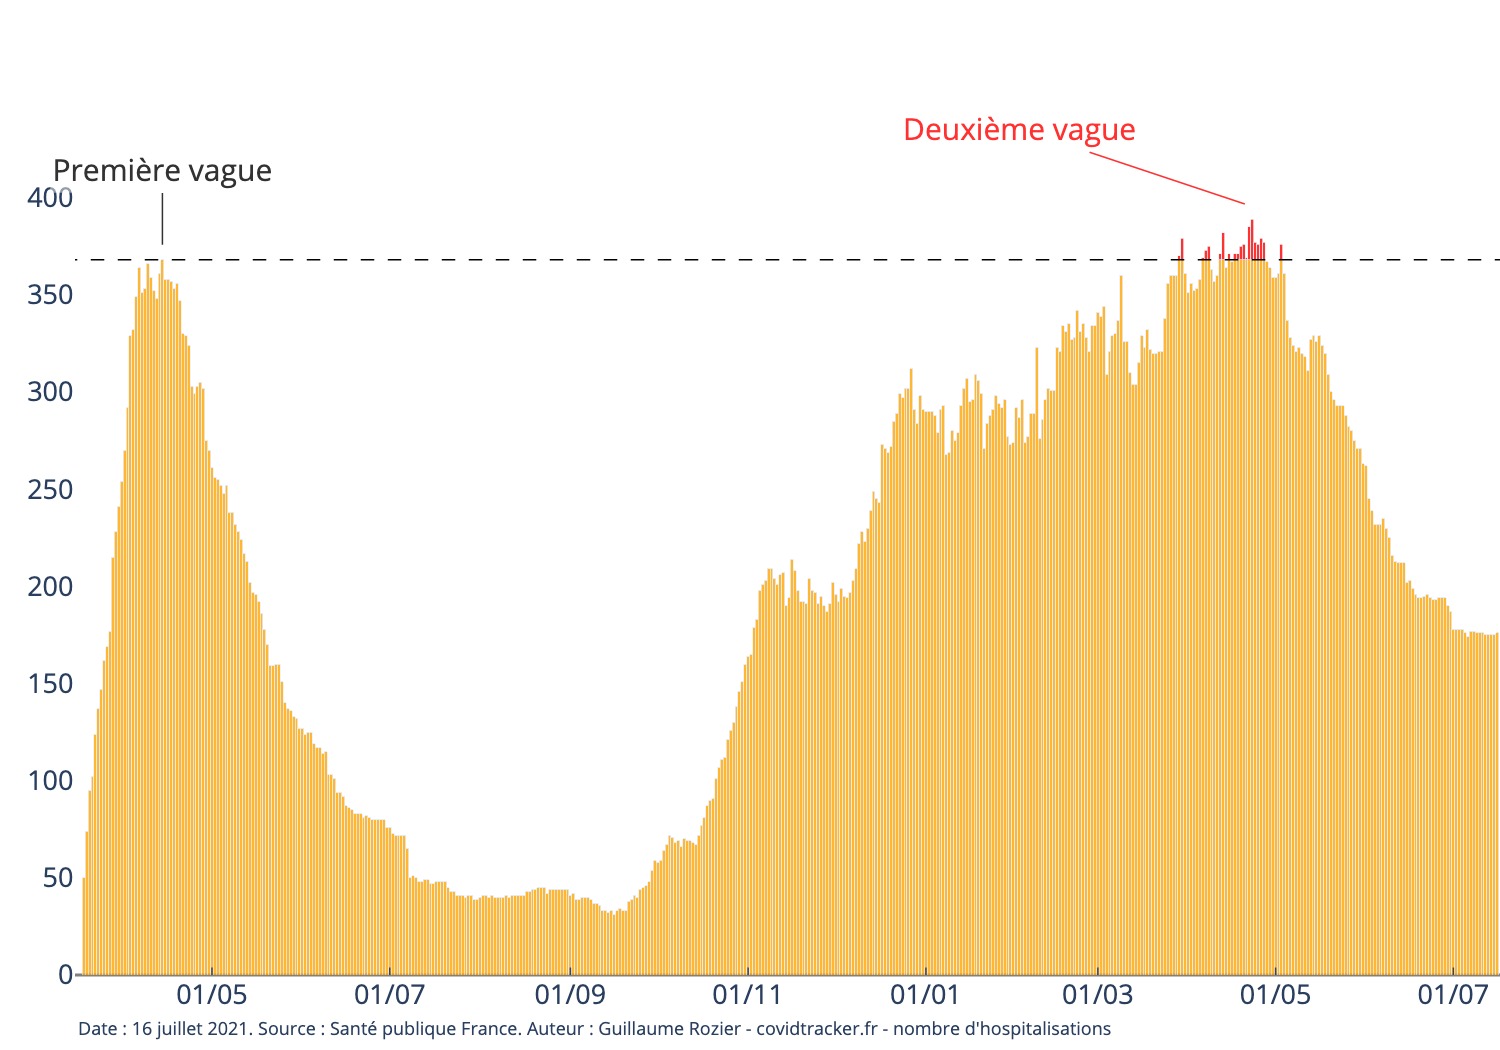 Deuxième vague
Première vague
400
350
300
250
200
150
100
50
0
01/05 01/07 01/09 01/11 01/01 01/03 01/05 01/07
Date : 16 juillet 2021. Source : Santé publique France. Auteur : Guillaume Rozier - covidtracker.fr - nombre d'hospitalisations